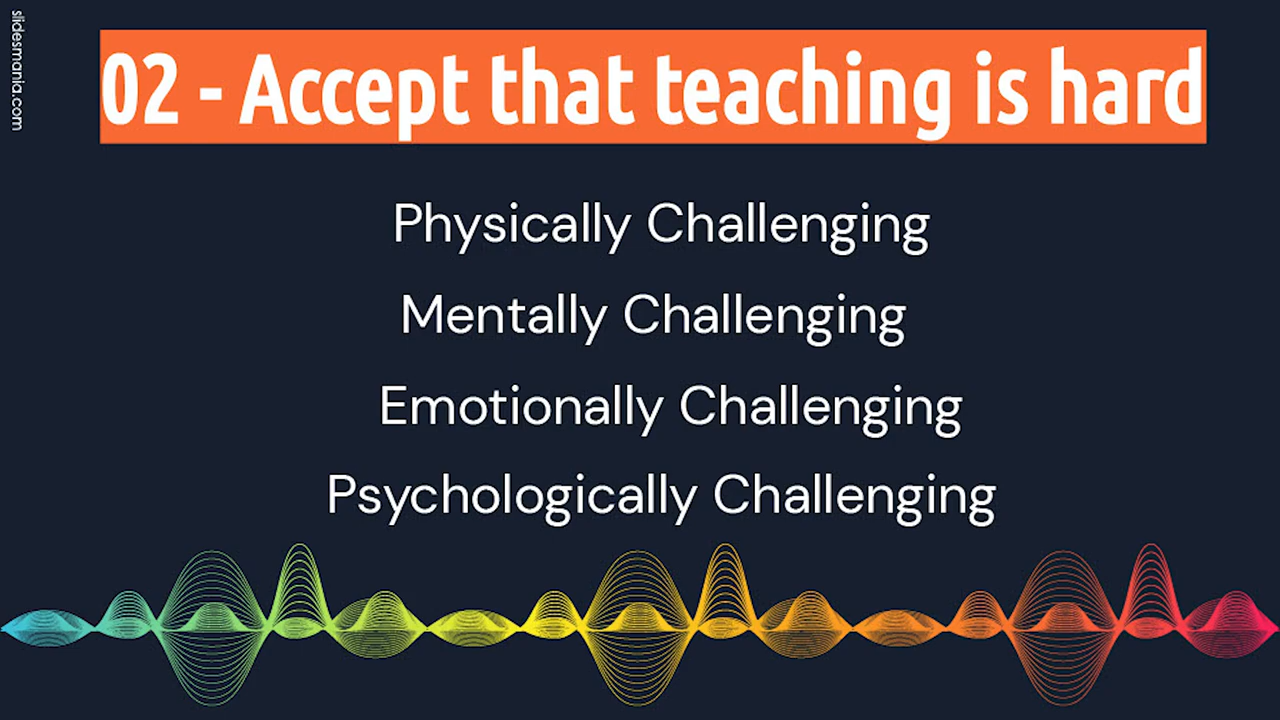 slidesmania.com
02 - Accept that teaching is hard
Physically Challenging
Mentally Challenging
Emotionally Challenging
Psychologically Challenging